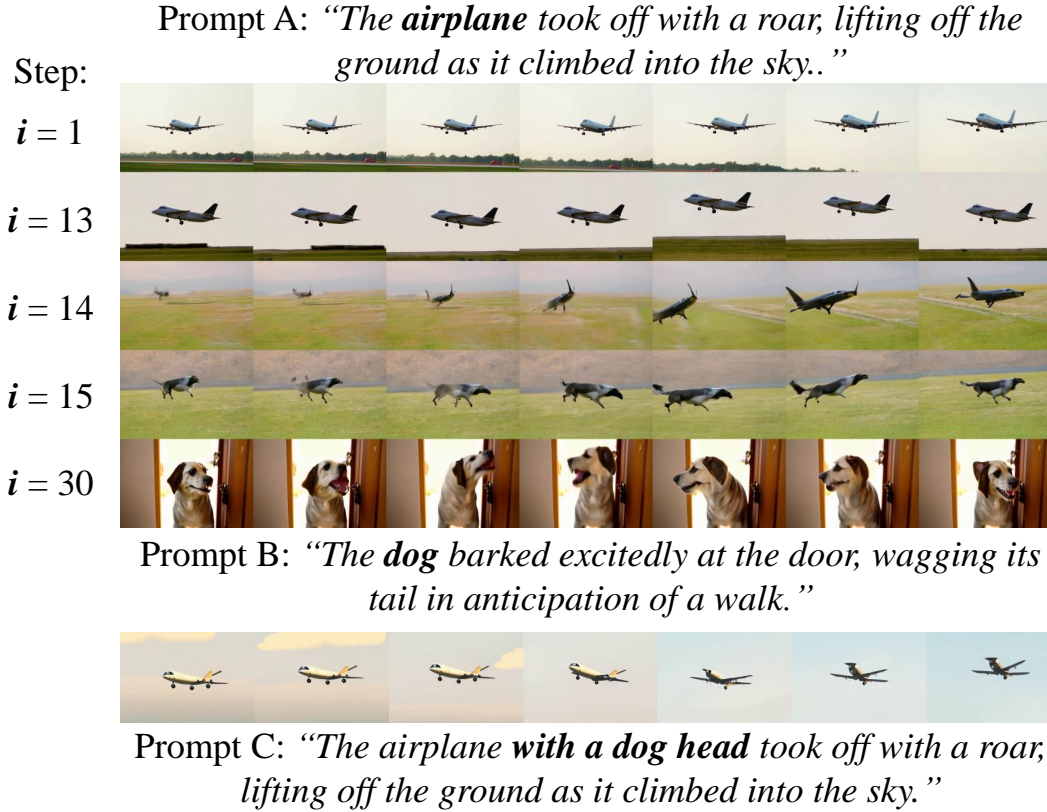 Prompt A: “The airplane took off with a roar, lifting off the
ground as it climbed into the sky..”
Step:
i = 1
i = 13
i = 14
i = 15
i = 30
Prompt B: “The dog barked excitedly at the door, wagging its
tail in anticipation of a walk.”
Prompt C: “The airplane with a dog head took off with a roar,
lifting off the ground as it climbed into the sky.”